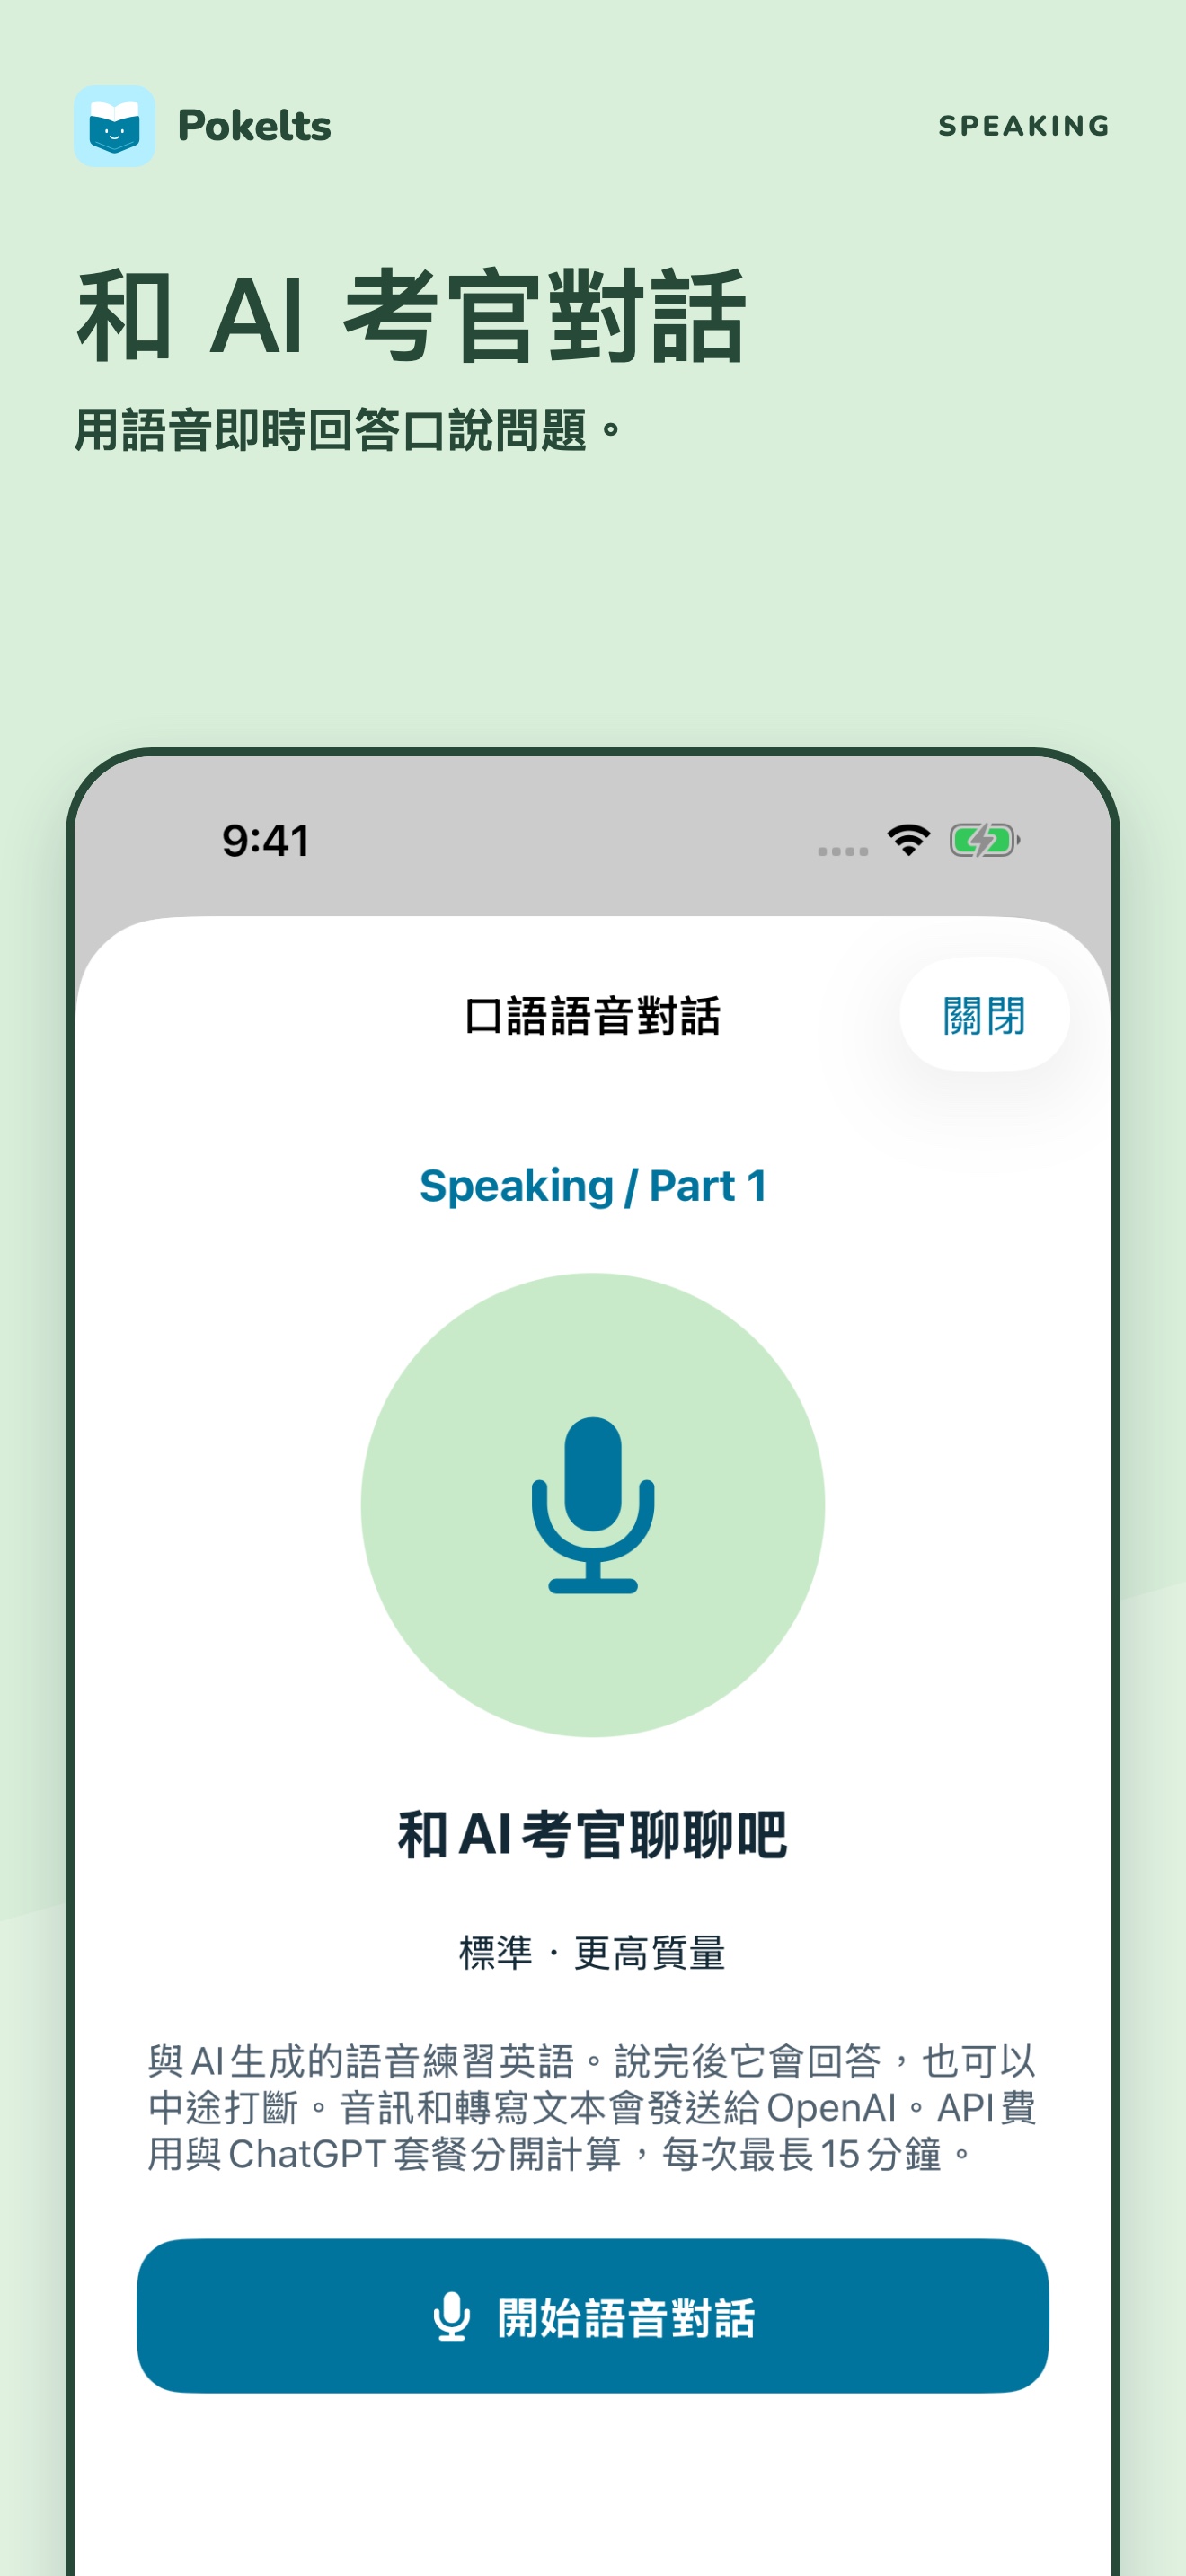 Pokelts
SPEAKING
和 AI 考官對話
用語音即時回答口說問題。
9:41
口語語音對話
關閉
Speaking / Part 1
和 AI 考官聊聊吧
標準 · 更高質量
與 AI 生成的語音練習英語。說完後它會回答，也可以
中途打斷。音訊和轉寫文本會發送給 OpenAI。API 費
用與 ChatGPT 套餐分開計算，每次最長 15 分鐘。
開始語音對話